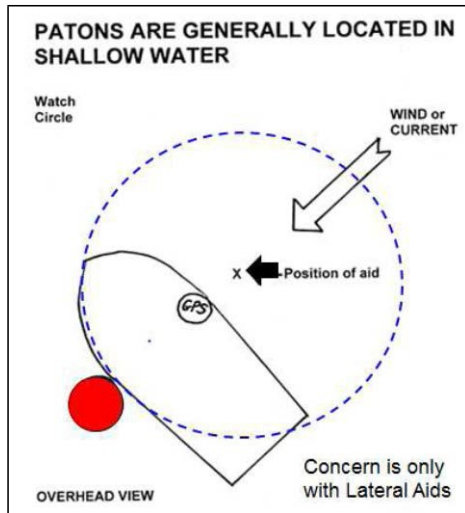 PATONS ARE GENERALLY LOCATED IN
SHALLOW WATER
Watch
Circle
WIND or
CURRENT
X
-Position of aid
GPS
Concern is only
with Lateral Aids
OVERHEAD VIEW